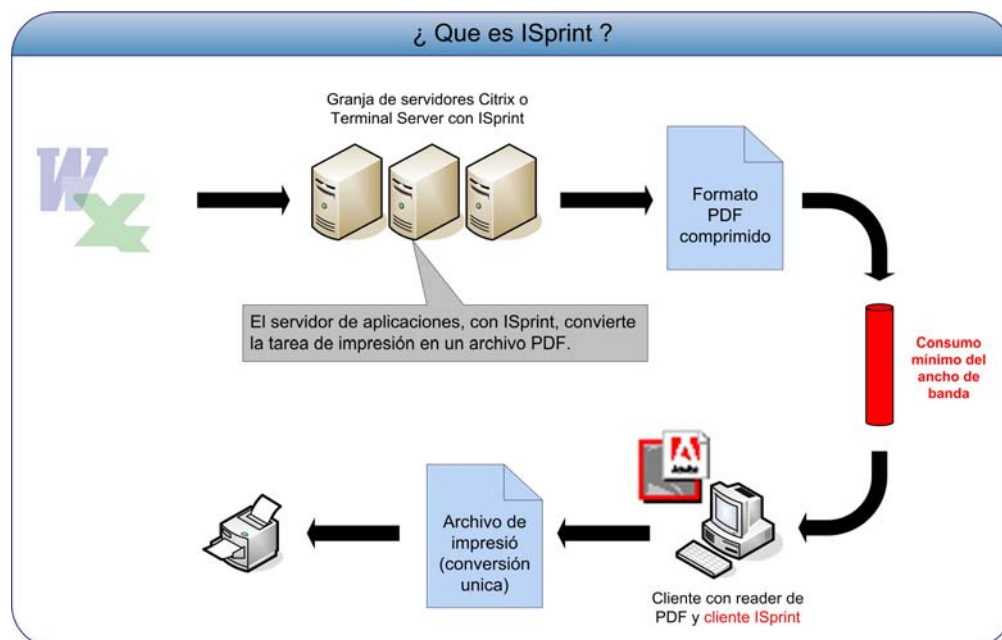 ¿ Que es ISprint ?
Granja de servidores Citrix o
Terminal Server con ISprint
W
X
Formato
PDF
comprimido
El servidor de aplicaciones, con ISprint, convierte
la tarea de impresión en un archivo PDF.
Consumo
mínimo del
ancho de
banda
Adobe
Archivo de
impresió
(conversión
unica)
Cliente con reader de
PDF y cliente ISprint